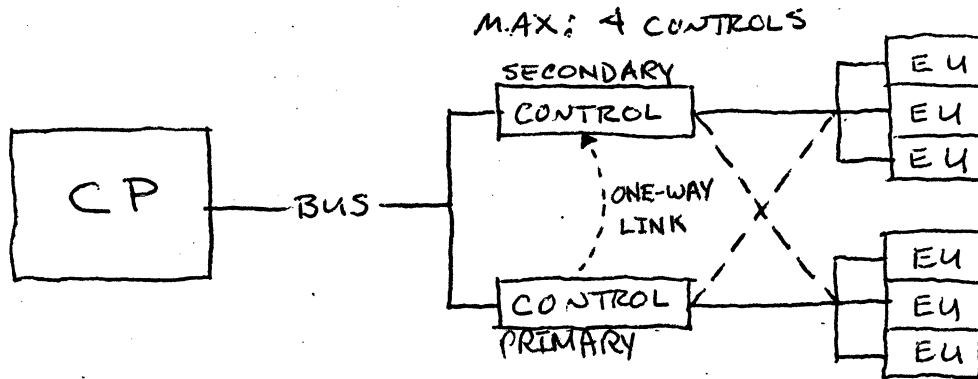 MAX: 4 CONTROLS
SECONDARY
CONTROL
EU
EU
EU
CP
BUS
ONE-WAY
LINK
CONTROL
PRIMARY
EU
EU
EU